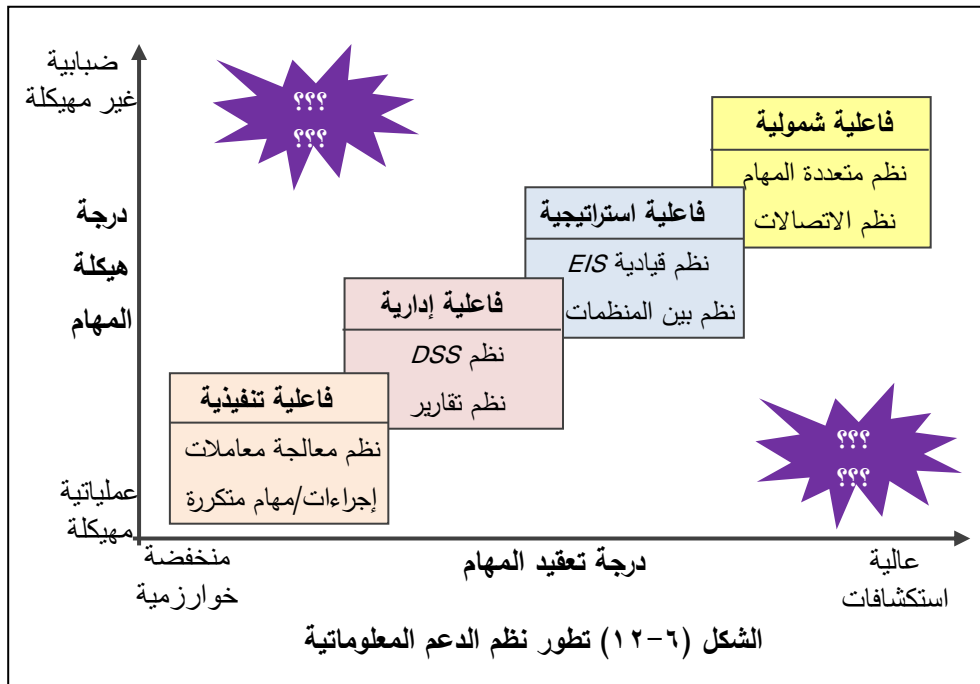 ضبابية
غير مهيكلة
؟؟؟
؟؟؟
فاعلية شمولية
نظم متعددة المهام
نظم الاتصالات
درجة
هيكلة
المهام
فاعلية استراتيجية
نظم قيادية EIS
نظم بين المنظمات
فاعلية إدارية
نظم DSS
نظم تقارير
فاعلية تنفيذية
نظم معالجة معاملات
إجراءات/مهام متكررة
؟؟؟
؟؟؟
عملياتية
مهيكلة
منخفضة
خوارزمية
درجة تعقيد المهام
عالية
استكشافات
الشكل (٦-١٢) تطور نظم الدعم المعلوماتية